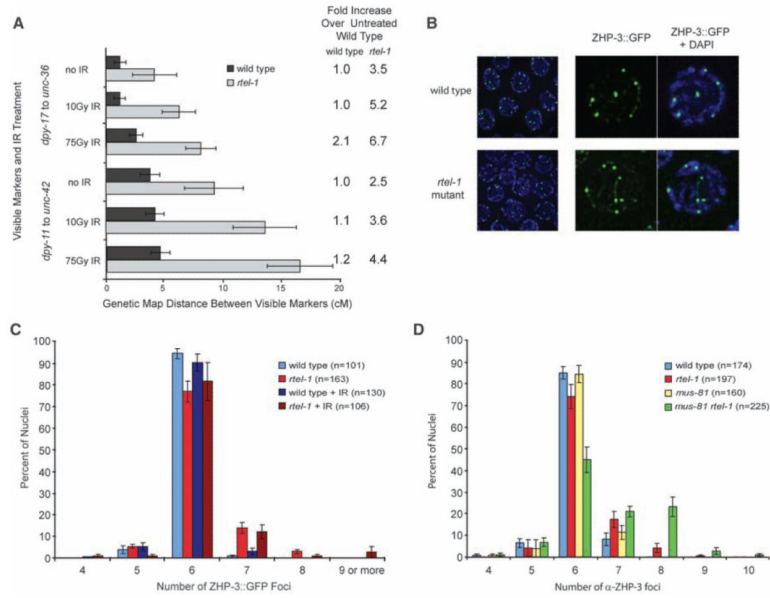 A
Fold Increase
Over Untreated
Wild Type
wild type rtel-1
Visible Markers and IR Treatment
dpy-17 to unc-36
dpy-11 to unc-42
wild type
rtel-1
no IR 1.0 3.5
10Gy IR 1.0 5.2
75Gy IR 2.1 6.7
no IR 1.0 2.5
10Gy IR 1.1 3.6
75Gy IR 1.2 4.4
0 5 10 15 20
Genetic Map Distance Between Visible Markers (cM)
B
ZHP-3::GFP
ZHP-3::GFP
+ DAPI
wild type
rtel-1
mutant
C
Percent of Nuclei
100
90
80
70
60
50
40
30
20
10
0
wild type (n=101)
rtel-1 (n=163)
wild type + IR (n=130)
rtel-1 + IR (n=106)
4 5 6 7 8 9 or more
Number of ZHP-3::GFP Foci
D
Percent of Nuclei
100
90
80
70
60
50
40
30
20
10
0
wild type (n=174)
rtel-1 (n=197)
mus-81 (n=160)
mus-81 rtel-1 (n=225)
4 5 6 7 8 9 10
Number of α-ZHP-3 foci